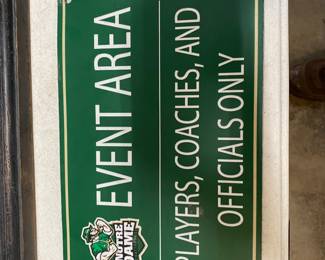 EVENT AREA
PLAYERS, COACHES, AND
OFFICIALS ONLY
NOTRE
DAME